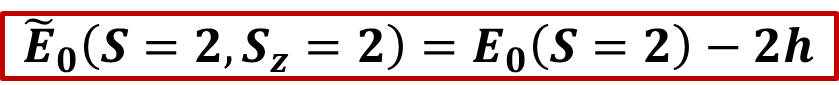 Ẽ₀(S = 2, S_z = 2) = E₀(S = 2) − 2h